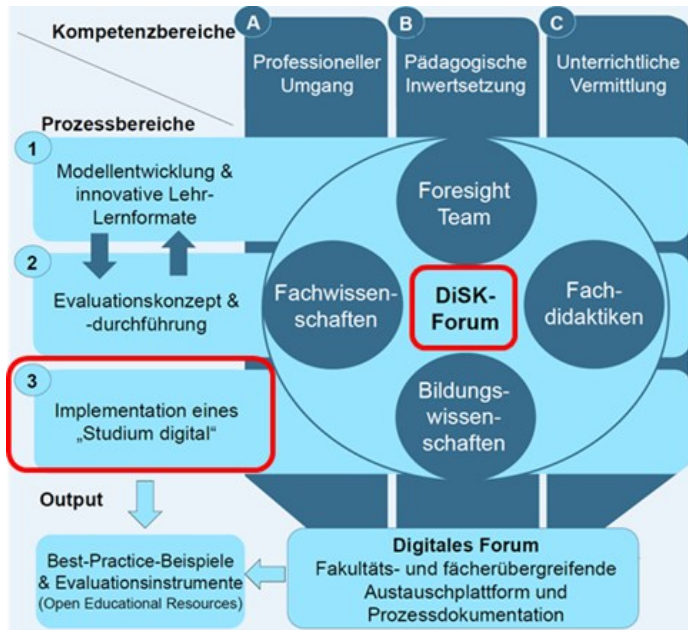 Kompetenzbereiche
A
B
C
Professioneller
Umgang
Pädagogische
Inwertsetzung
Unterrichtliche
Vermittlung
Prozessbereiche
1
Modellentwicklung &
innovative Lehr-
Lernformate
2
Evaluationskonzept &
-durchführung
3
Implementation eines
„Studium digital“
Foresight
Team
Fachwissen-
schaften
DiSK-
Forum
Fach-
didaktiken
Bildungs-
wissen-
schaften
Output
Best-Practice-Beispiele
& Evaluationsinstrumente
(Open Educational Resources)
Digitales Forum
Fakultäts- und fächerübergreifende
Austauschplattform und
Prozessdokumentation